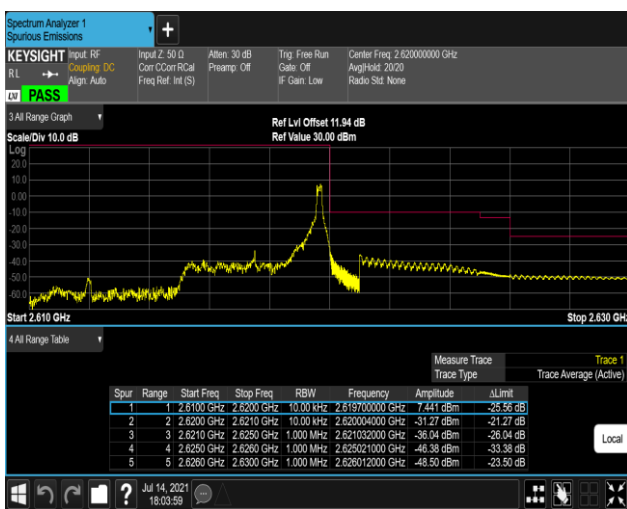 Spectrum Analyzer 1
Spurious Emissions
KEYSIGHT Input: RF Input Z: 50 Ω Atten: 30 dB Trig: Free Run Center Freq: 2.620000000 GHz
RL Coupling: DC Corr CCorr RCal Preamp: Off Gate: Off Avg|Hold: 20/20
Align: Auto Freq Ref: Int (S) IF Gain: Low Radio Std: None
LXI PASS
3 All Range Graph
Ref Lvl Offset 11.94 dB
Scale/Div 10.0 dB Ref Value 30.00 dBm
Log
20.0
10.0
0.00
-10.0
-20.0
-30.0
-40.0
-50.0
-60.0
Start 2.610 GHz Stop 2.630 GHz
4 All Range Table
Measure Trace Trace 1
Trace Type Trace Average (Active)
Spur Range Start Freq Stop Freq RBW Frequency Amplitude ΔLimit
1 1 2.6100 GHz 2.6200 GHz 10.00 kHz 2.619700000 GHz 7.441 dBm -25.56 dB
2 2 2.6200 GHz 2.6210 GHz 10.00 kHz 2.620004000 GHz -31.27 dBm -21.27 dB
3 3 2.6210 GHz 2.6250 GHz 1.000 MHz 2.621032000 GHz -36.04 dBm -26.04 dB
4 4 2.6250 GHz 2.6260 GHz 1.000 MHz 2.625021000 GHz -46.38 dBm -33.38 dB
5 5 2.6260 GHz 2.6300 GHz 1.000 MHz 2.626012000 GHz -48.50 dBm -23.50 dB
Local
Jul 14, 2021
18:03:59